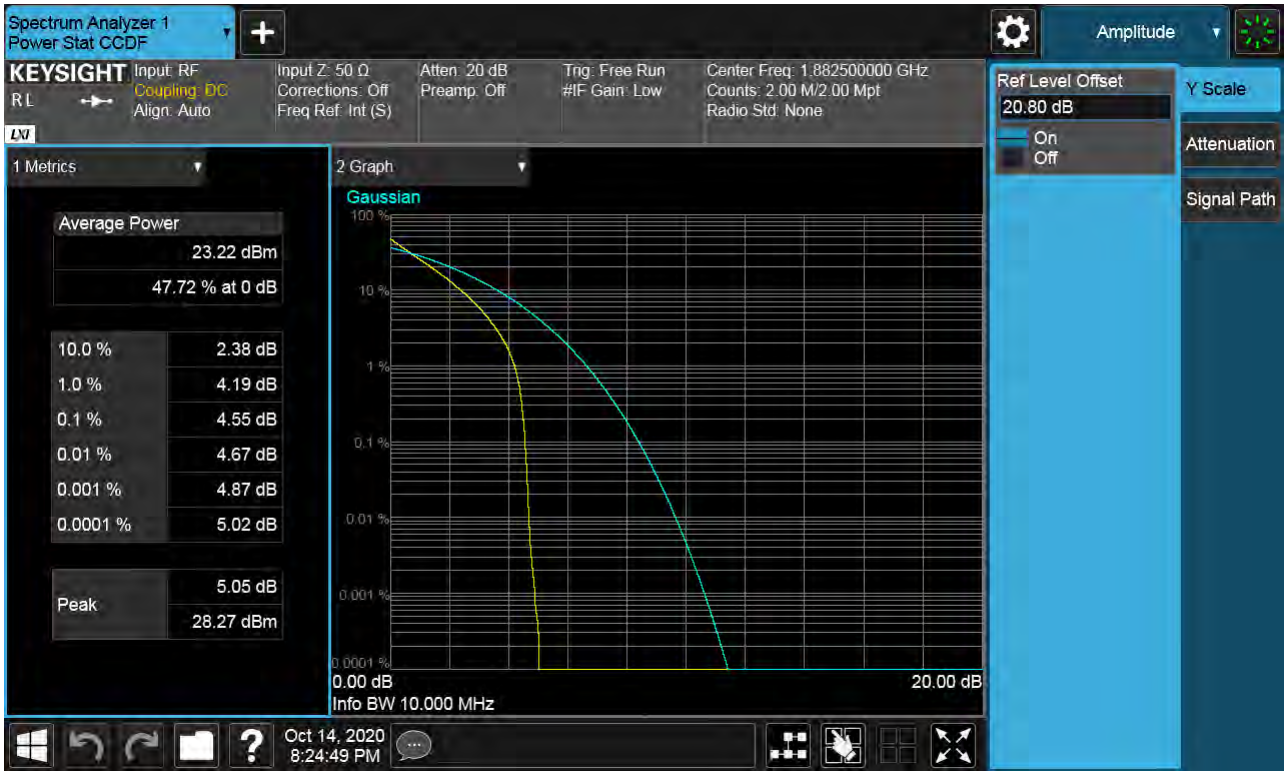 Spectrum Analyzer 1
Power Stat CCDF
Amplitude
KEYSIGHT
RL
LXI
Input: RF
Coupling: DC
Align: Auto
Input Z: 50 Ω
Corrections: Off
Freq Ref: Int (S)
Atten: 20 dB
Preamp: Off
Trig: Free Run
#IF Gain: Low
Center Freq: 1.882500000 GHz
Counts: 2.00 M/2.00 Mpt
Radio Std: None
Ref Level Offset
20.80 dB
On
Off
Y Scale
Attenuation
Signal Path
1 Metrics
Average Power
23.22 dBm
47.72 % at 0 dB
10.0 % 2.38 dB
1.0 % 4.19 dB
0.1 % 4.55 dB
0.01 % 4.67 dB
0.001 % 4.87 dB
0.0001 % 5.02 dB
Peak
5.05 dB
28.27 dBm
2 Graph
Gaussian
100 %
10 %
1 %
0.1 %
0.01 %
0.001 %
0.0001 %
0.00 dB
20.00 dB
Info BW 10.000 MHz
?
Oct 14, 2020
8:24:49 PM